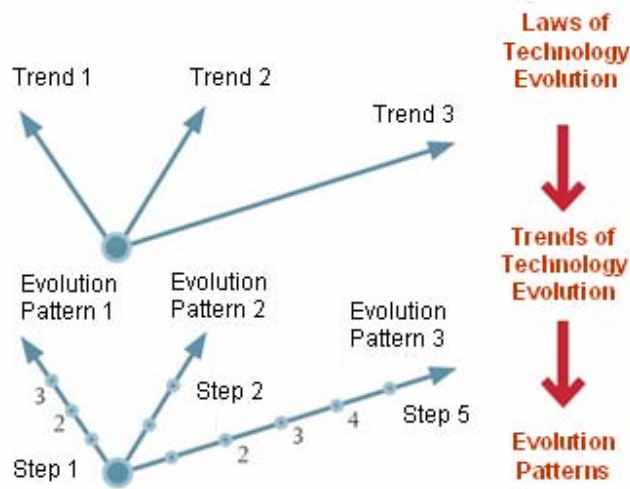 Laws of
Technology
Evolution
Trend 1
Trend 2
Trend 3
Trends of
Technology
Evolution
Evolution
Pattern 1
Evolution
Pattern 2
Evolution
Pattern 3
3
2
Step 1
Step 2
2
3
4
Step 5
Evolution
Patterns